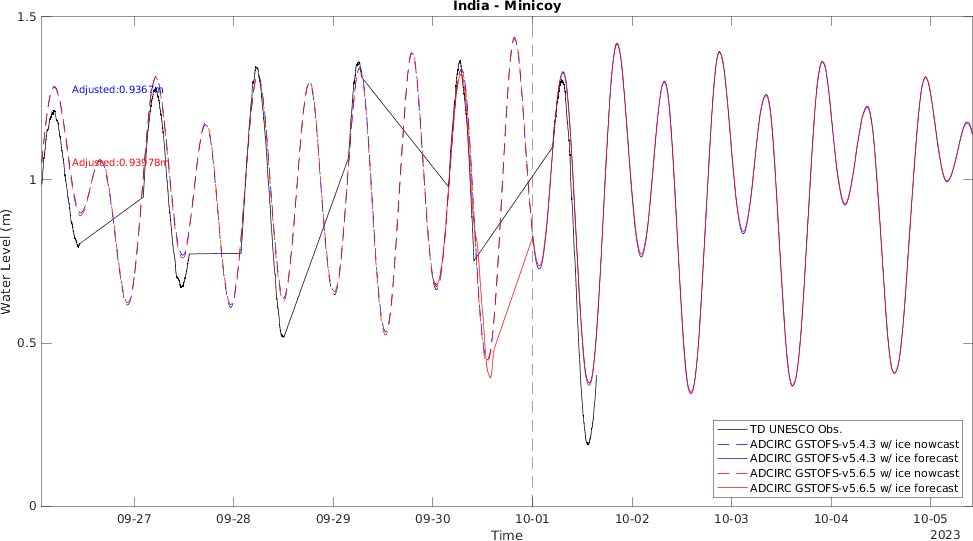 India - Minicoy
1.5
1
0.5
0
Water Level (m)
Adjusted:0.9367m
Adjusted:0.93978m
TD UNESCO Obs.
ADCIRC GSTOFS-v5.4.3 w/ ice nowcast
ADCIRC GSTOFS-v5.4.3 w/ ice forecast
ADCIRC GSTOFS-v5.6.5 w/ ice nowcast
ADCIRC GSTOFS-v5.6.5 w/ ice forecast
09-27 09-28 09-29 09-30 10-01 10-02 10-03 10-04 10-05
Time
2023